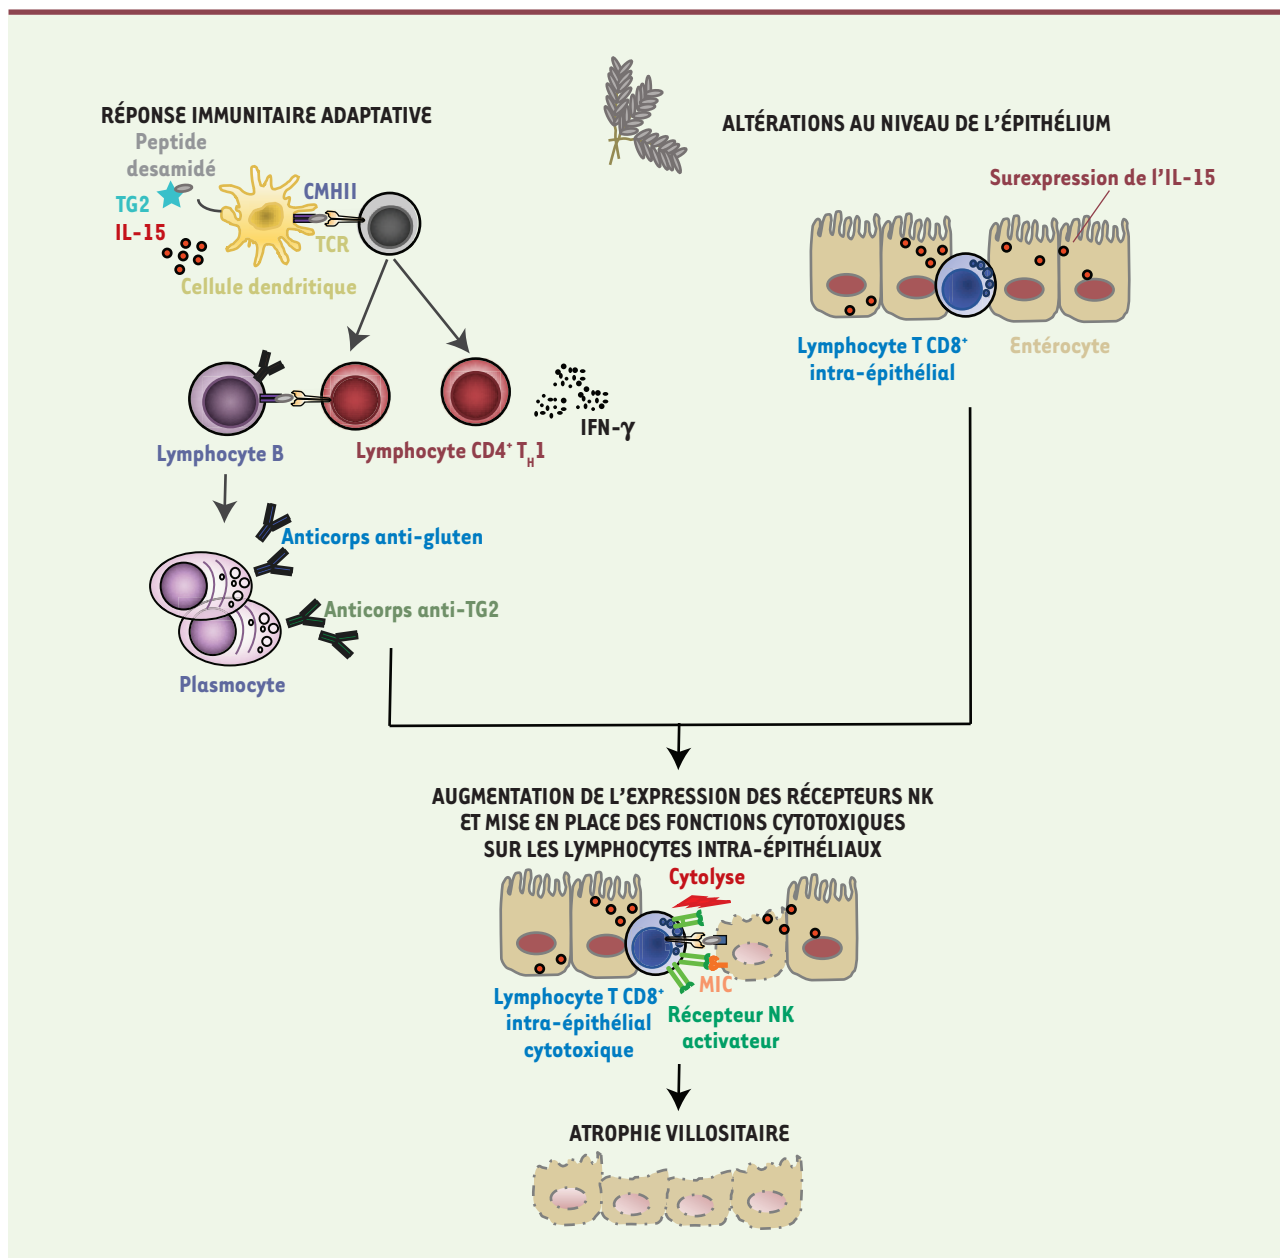 RÉPONSE IMMUNITAIRE ADAPTATIVE
Peptide
desamidé
TG2
IL-15
CMHII
TCR
Cellule dendritique
Lymphocyte B
Lymphocyte CD4⁺ T_H1
IFN-γ
Anticorps anti-gluten
Anticorps anti-TG2
Plasmocyte
ALTÉRATIONS AU NIVEAU DE L’ÉPITHÉLIUM
Surexpression de l’IL-15
Lymphocyte T CD8⁺
intra-épithélial
Entérocyte
AUGMENTATION DE L’EXPRESSION DES RÉCEPTEURS NK
ET MISE EN PLACE DES FONCTIONS CYTOTOXIQUES
SUR LES LYMPHOCYTES INTRA-ÉPITHÉLIAUX
Cytolyse
MIC
Lymphocyte T CD8⁺
intra-épithélial
cytotoxique
Récepteur NK
activateur
ATROPHIE VILLOSITAIRE